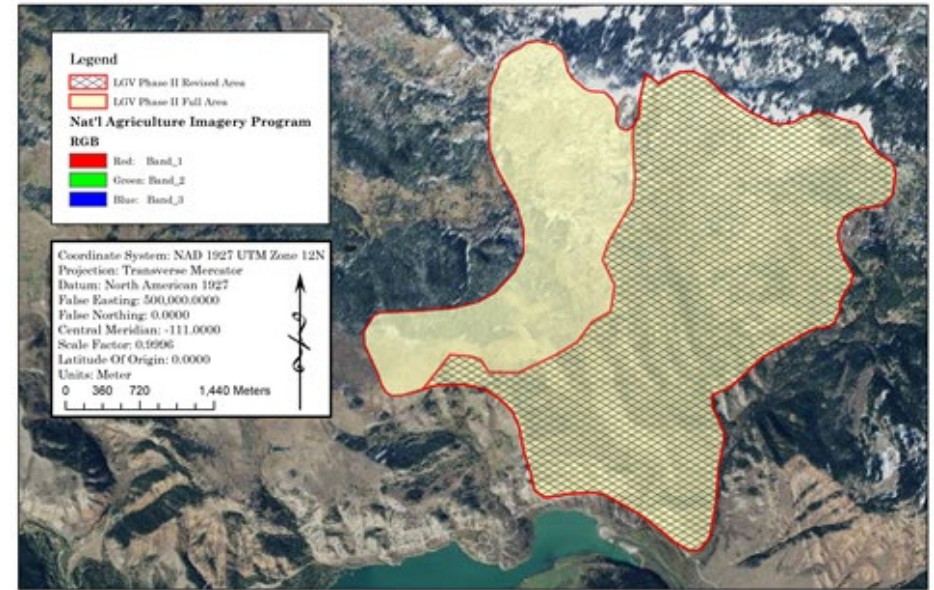 Legend
LGV Phase II Revised Area
LGV Phase II Full Area
Nat'l Agriculture Imagery Program
RGB
Red: Band_1
Green: Band_2
Blue: Band_3
Coordinate System: NAD 1927 UTM Zone 12N
Projection: Transverse Mercator
Datum: North American 1927
False Easting: 500,000.0000
False Northing: 0.0000
Central Meridian: -111.0000
Scale Factor: 0.9996
Latitude Of Origin: 0.0000
Units: Meter
0 360 720 1,440 Meters